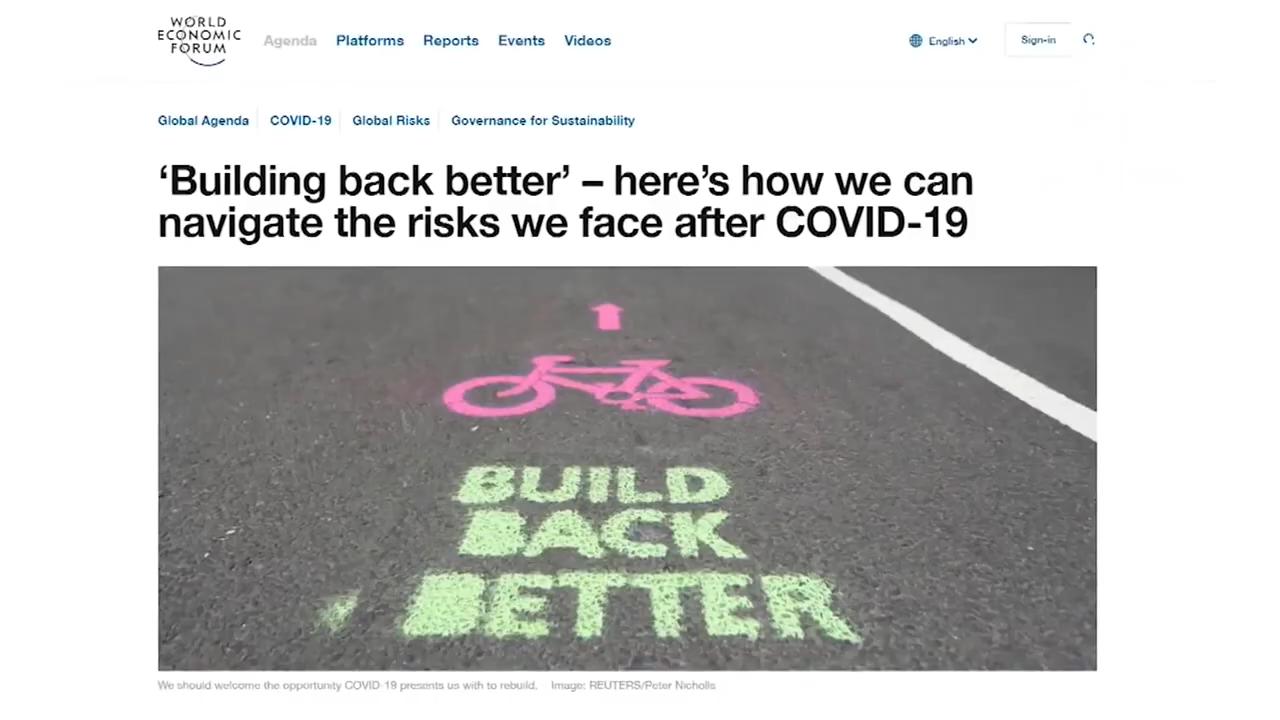 WORLD
ECONOMIC
FORUM
Agenda Platforms Reports Events Videos English Sign-in
Global Agenda COVID-19 Global Risks Governance for Sustainability
‘Building back better’ – here’s how we can
navigate the risks we face after COVID-19
BUILD
BACK
BETTER
We should welcome the opportunity COVID-19 presents us with to rebuild. Image: REUTERS/Peter Nicholls